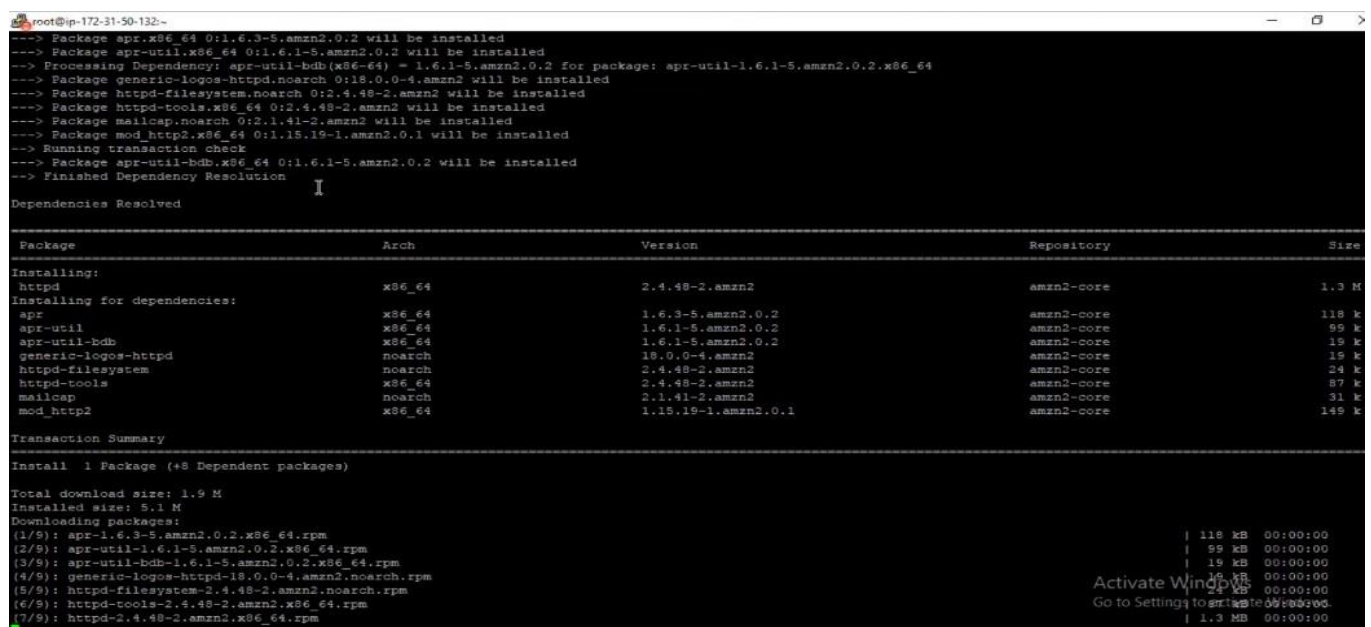 root@ip-172-31-50-132:~
---> Package apr.x86_64 0:1.6.3-5.amzn2.0.2 will be installed
---> Package apr-util.x86_64 0:1.6.1-5.amzn2.0.2 will be installed
--> Processing Dependency: apr-util-bdb(x86-64) = 1.6.1-5.amzn2.0.2 for package: apr-util-1.6.1-5.amzn2.0.2.x86_64
---> Package generic-logos-httpd.noarch 0:18.0.0-4.amzn2 will be installed
---> Package httpd-filesystem.noarch 0:2.4.48-2.amzn2 will be installed
---> Package httpd-tools.x86_64 0:2.4.48-2.amzn2 will be installed
---> Package mailcap.noarch 0:2.1.41-2.amzn2 will be installed
---> Package mod_http2.x86_64 0:1.15.19-1.amzn2.0.1 will be installed
--> Running transaction check
---> Package apr-util-bdb.x86_64 0:1.6.1-5.amzn2.0.2 will be installed
--> Finished Dependency Resolution
Dependencies Resolved
Package Arch Version Repository Size
Installing:
httpd x86_64 2.4.48-2.amzn2 amzn2-core 1.3 M
Installing for dependencies:
apr x86_64 1.6.3-5.amzn2.0.2 amzn2-core 118 k
apr-util x86_64 1.6.1-5.amzn2.0.2 amzn2-core 99 k
apr-util-bdb x86_64 1.6.1-5.amzn2.0.2 amzn2-core 19 k
generic-logos-httpd noarch 18.0.0-4.amzn2 amzn2-core 19 k
httpd-filesystem noarch 2.4.48-2.amzn2 amzn2-core 24 k
httpd-tools x86_64 2.4.48-2.amzn2 amzn2-core 87 k
mailcap noarch 2.1.41-2.amzn2 amzn2-core 31 k
mod_http2 x86_64 1.15.19-1.amzn2.0.1 amzn2-core 149 k
Transaction Summary
Install 1 Package (+8 Dependent packages)
Total download size: 1.9 M
Installed size: 5.1 M
Downloading packages:
(1/9): apr-1.6.3-5.amzn2.0.2.x86_64.rpm | 118 kB 00:00:00
(2/9): apr-util-1.6.1-5.amzn2.0.2.x86_64.rpm | 99 kB 00:00:00
(3/9): apr-util-bdb-1.6.1-5.amzn2.0.2.x86_64.rpm | 19 kB 00:00:00
(4/9): generic-logos-httpd-18.0.0-4.amzn2.noarch.rpm | 19 kB 00:00:00
(5/9): httpd-filesystem-2.4.48-2.amzn2.noarch.rpm | 24 kB 00:00:00
(6/9): httpd-tools-2.4.48-2.amzn2.x86_64.rpm | 87 kB 00:00:00
(7/9): httpd-2.4.48-2.amzn2.x86_64.rpm | 1.3 MB 00:00:00
Activate Windows
Go to Settings to activate Windows.